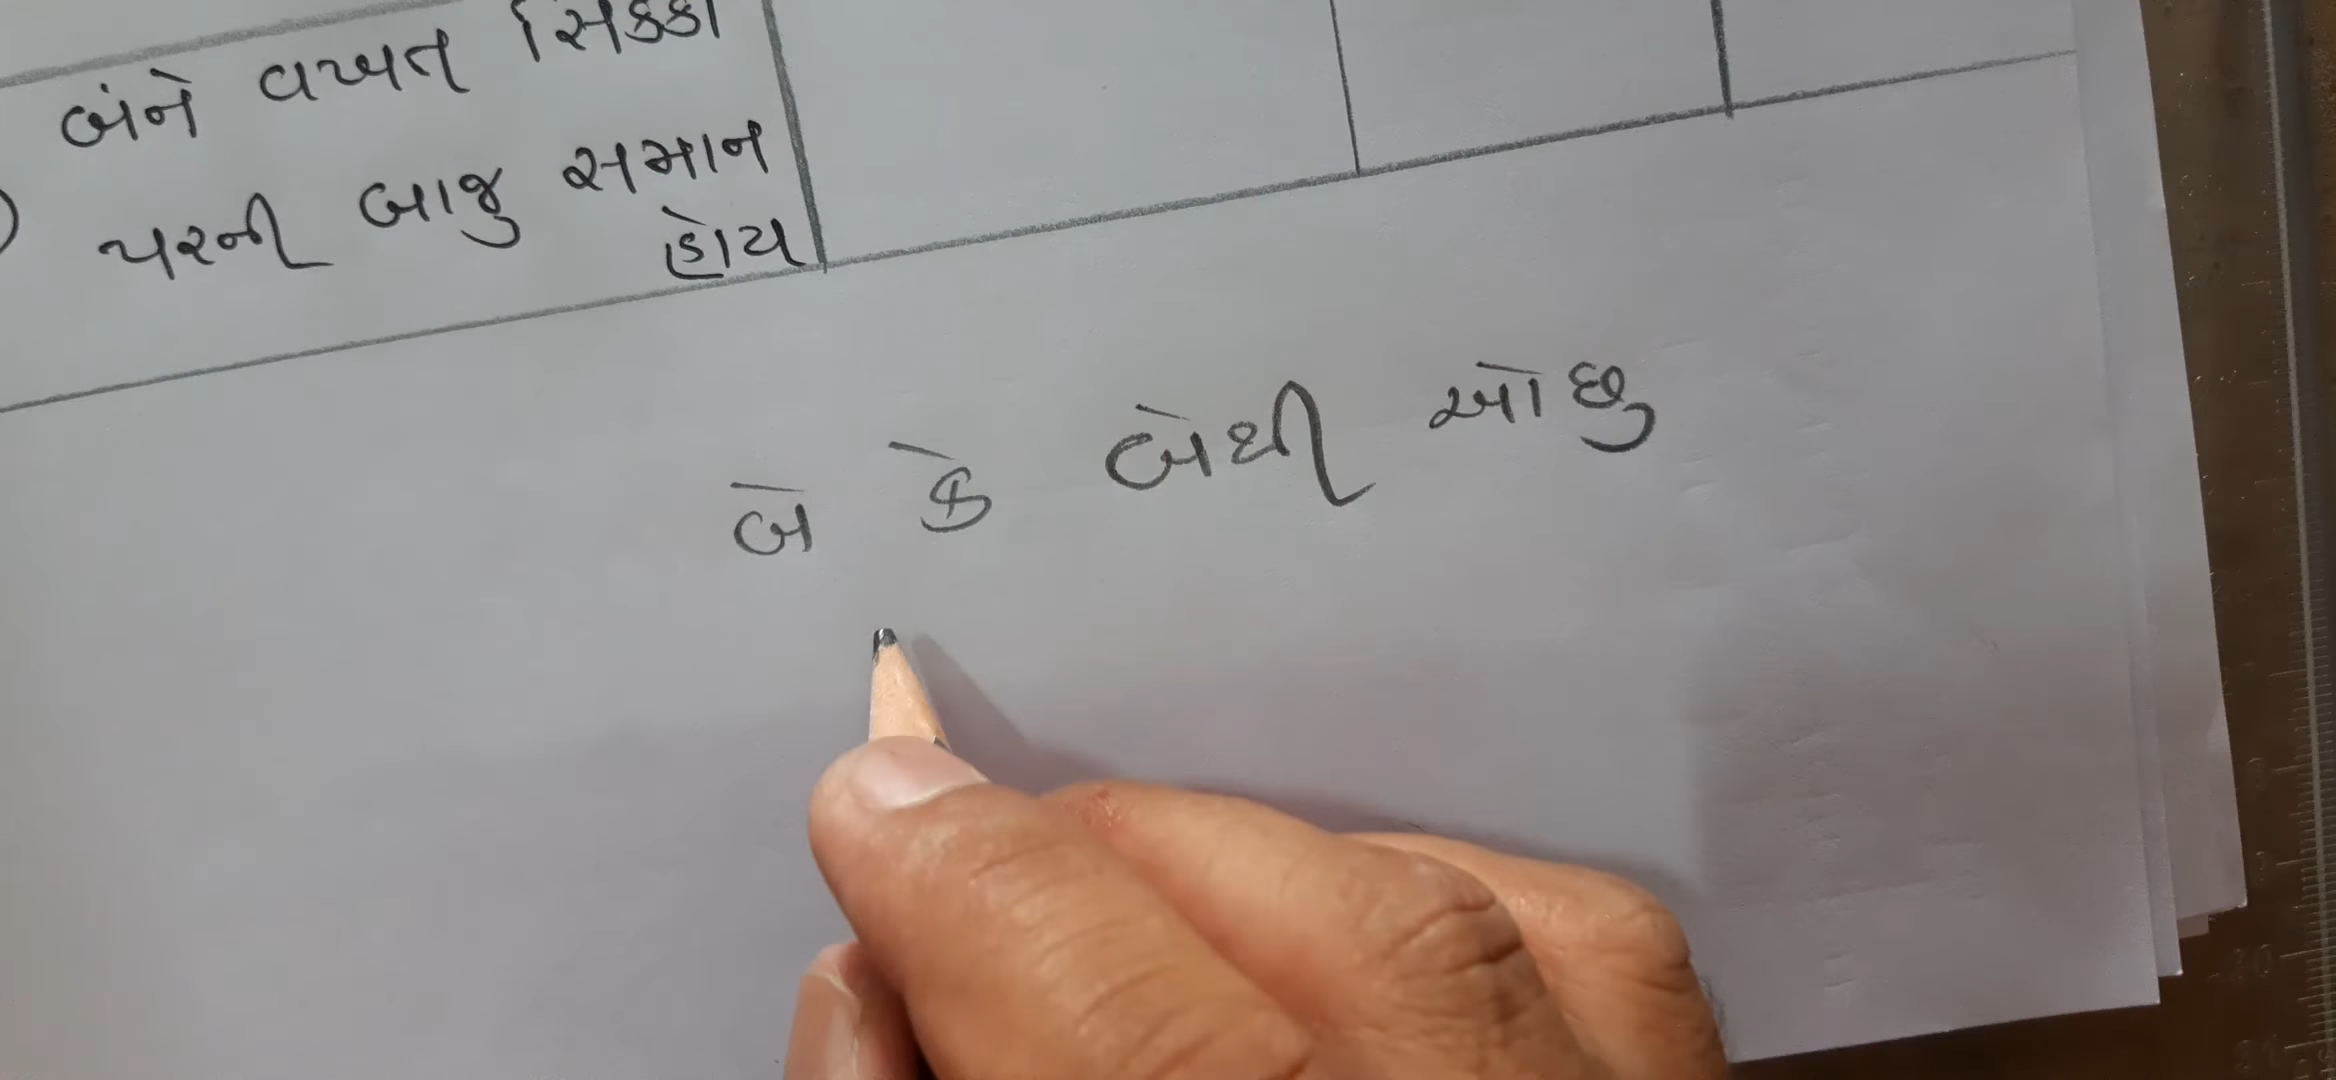 બંને વખત સિક્કા
પરની બાજુ સમાન
હોય
બે કે બેથી ઓછુ